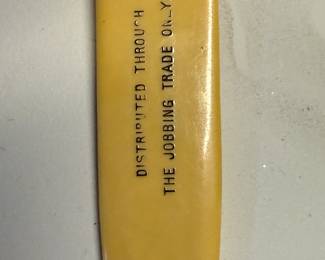 DISTRIBUTED THROUGH
THE JOBBING TRADE ONLY